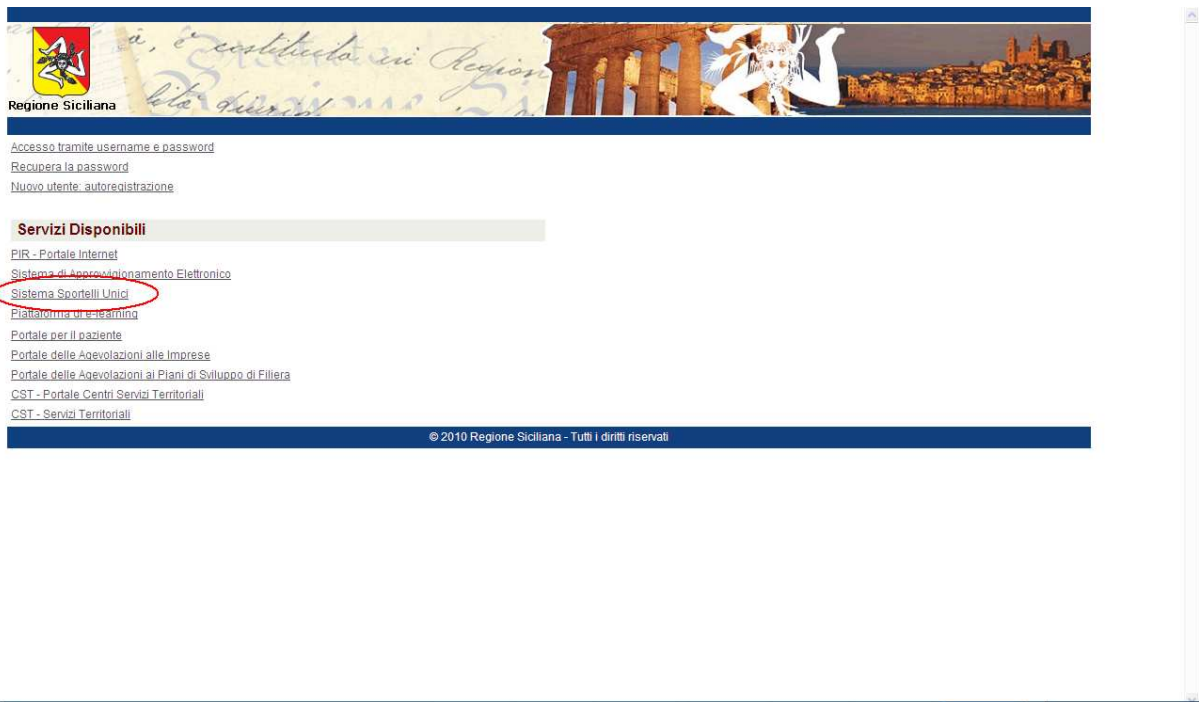 è, è costituita in Region
Regione Siciliana
Accesso tramite username e password
Recupera la password
Nuovo utente: autoregistrazione
Servizi Disponibili
PIR - Portale Internet
Sistema di Approvvigionamento Elettronico
Sistema Sportelli Unici
Piattaforma di e-learning
Portale per il paziente
Portale delle Agevolazioni alle Imprese
Portale delle Agevolazioni ai Piani di Sviluppo di Filiera
CST - Portale Centri Servizi Territoriali
CST - Servizi Territoriali
© 2010 Regione Siciliana - Tutti i diritti riservati